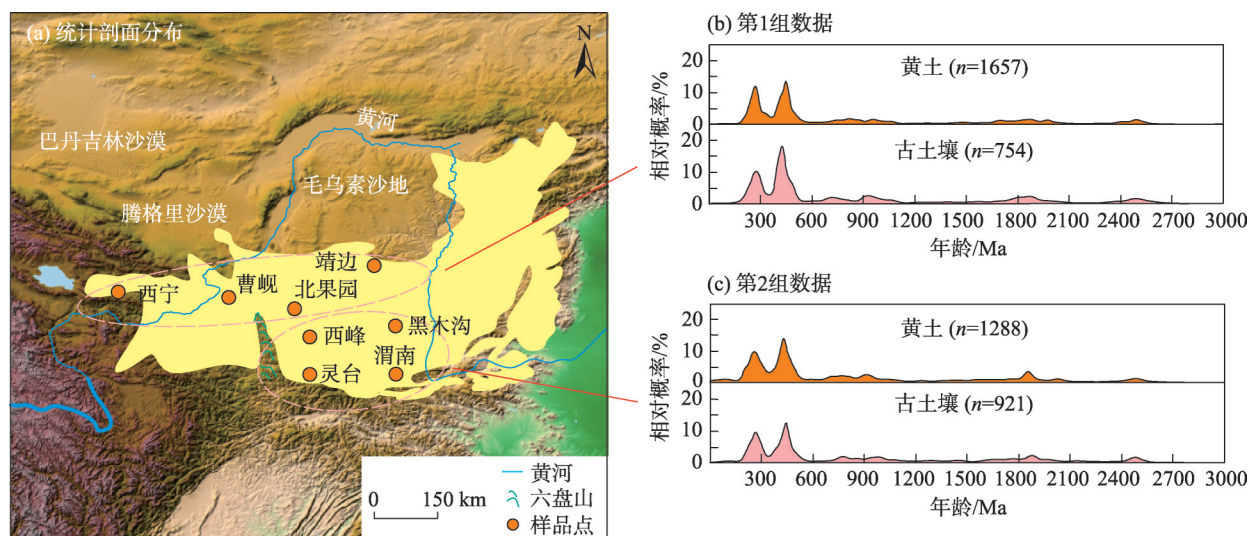 (a) 统计剖面分布
N
黄河
巴丹吉林沙漠
毛乌素沙地
腾格里沙漠
靖边
西宁
曹岘
北果园
西峰
黑木沟
渭南
灵台
黄河
六盘山
样品点
0 150 km
(b) 第1组数据
相对概率/%
20
10
0
黄土 (n=1657)
20
10
0
古土壤 (n=754)
300 600 900 1200 1500 1800 2100 2400 2700 3000
年龄/Ma
(c) 第2组数据
相对概率/%
20
10
0
黄土 (n=1288)
20
10
0
古土壤 (n=921)
300 600 900 1200 1500 1800 2100 2400 2700 3000
年龄/Ma